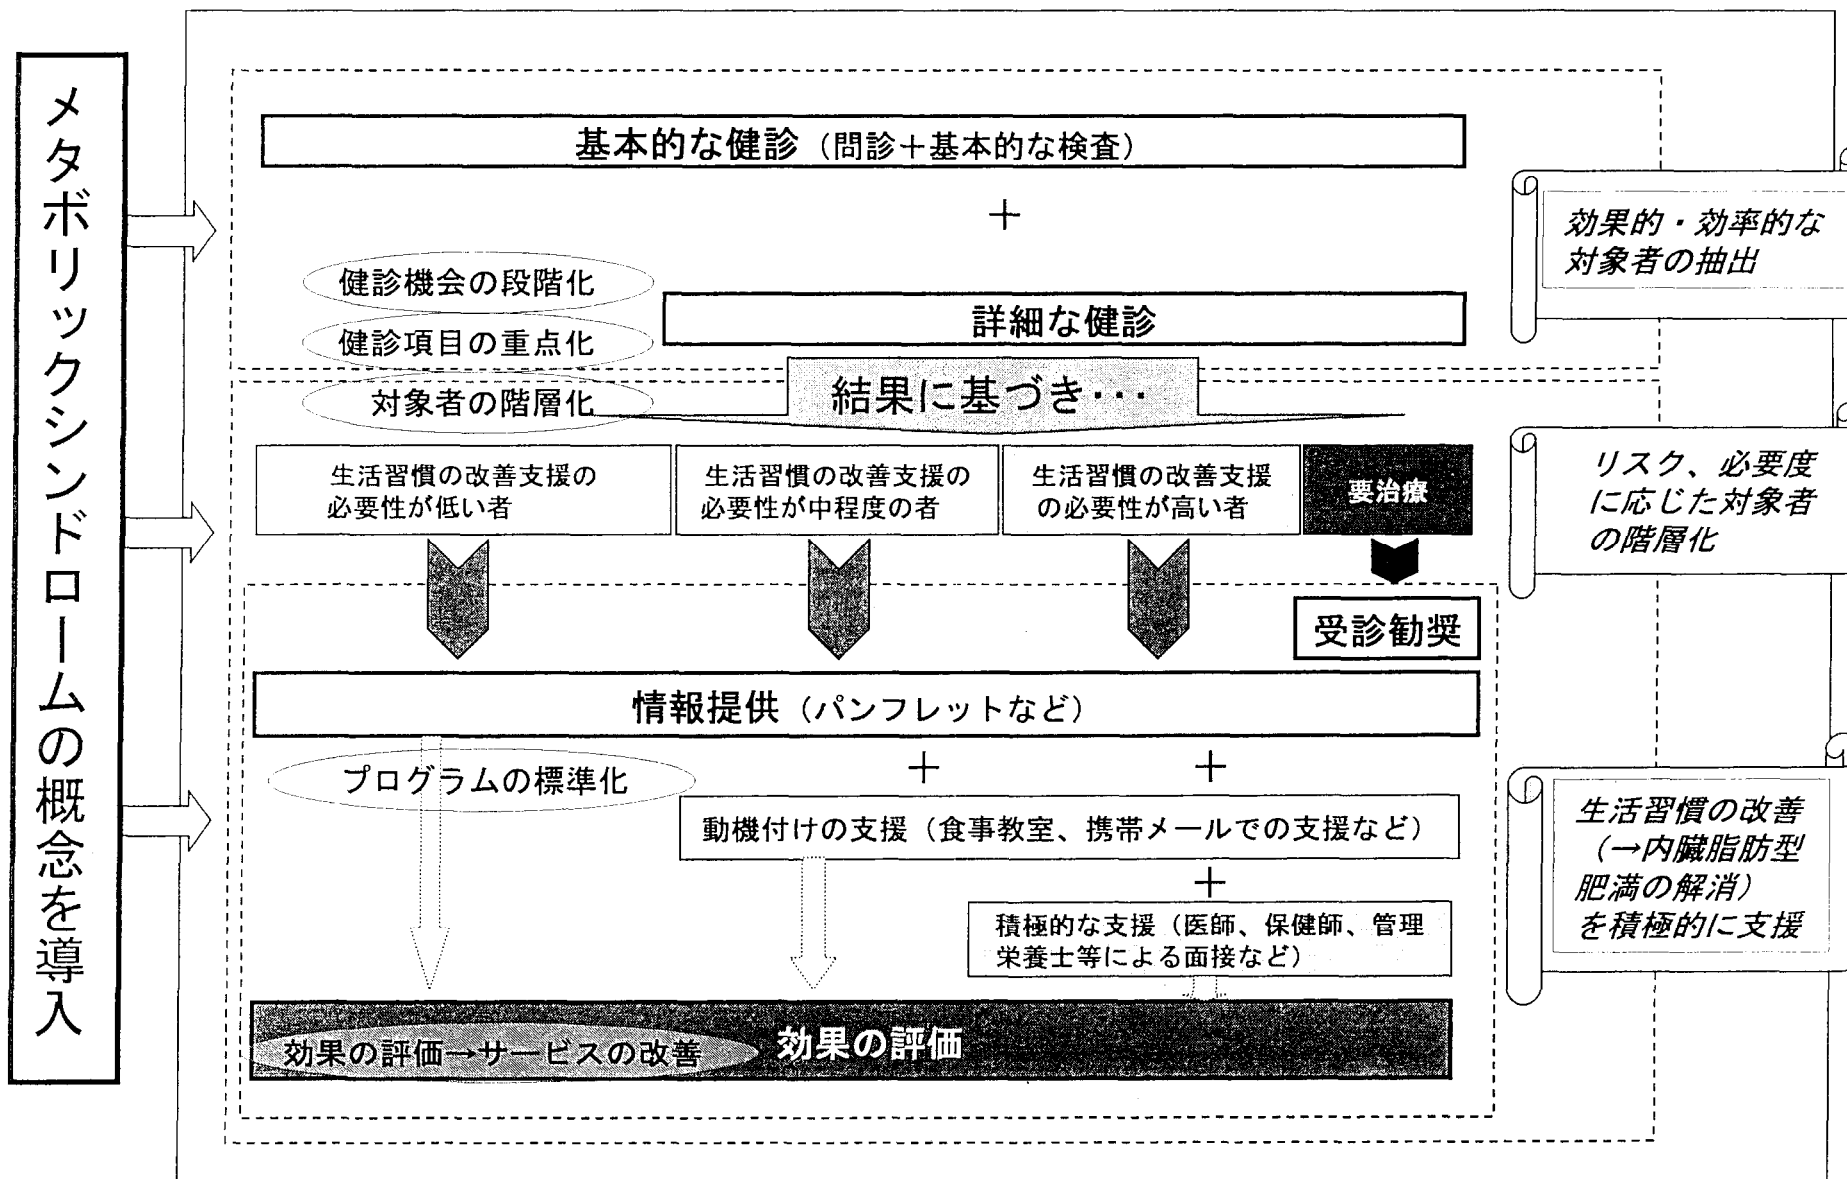 メタボリックシンドロームの概念を導入
基本的な健診（問診＋基本的な検査）
＋
健診機会の段階化
健診項目の重点化
対象者の階層化
詳細な健診
結果に基づき…
生活習慣の改善支援の
必要性が低い者
生活習慣の改善支援の
必要性が中程度の者
生活習慣の改善支援
の必要性が高い者
要治療
受診勧奨
情報提供（パンフレットなど）
プログラムの標準化
＋
＋
動機付けの支援（食事教室、携帯メールでの支援など）
＋
積極的な支援（医師、保健師、管理
栄養士等による面接など）
効果の評価→サービスの改善
効果の評価
効果的・効率的な
対象者の抽出
リスク、必要度
に応じた対象者
の階層化
生活習慣の改善
（→内臓脂肪型
肥満の解消）
を積極的に支援